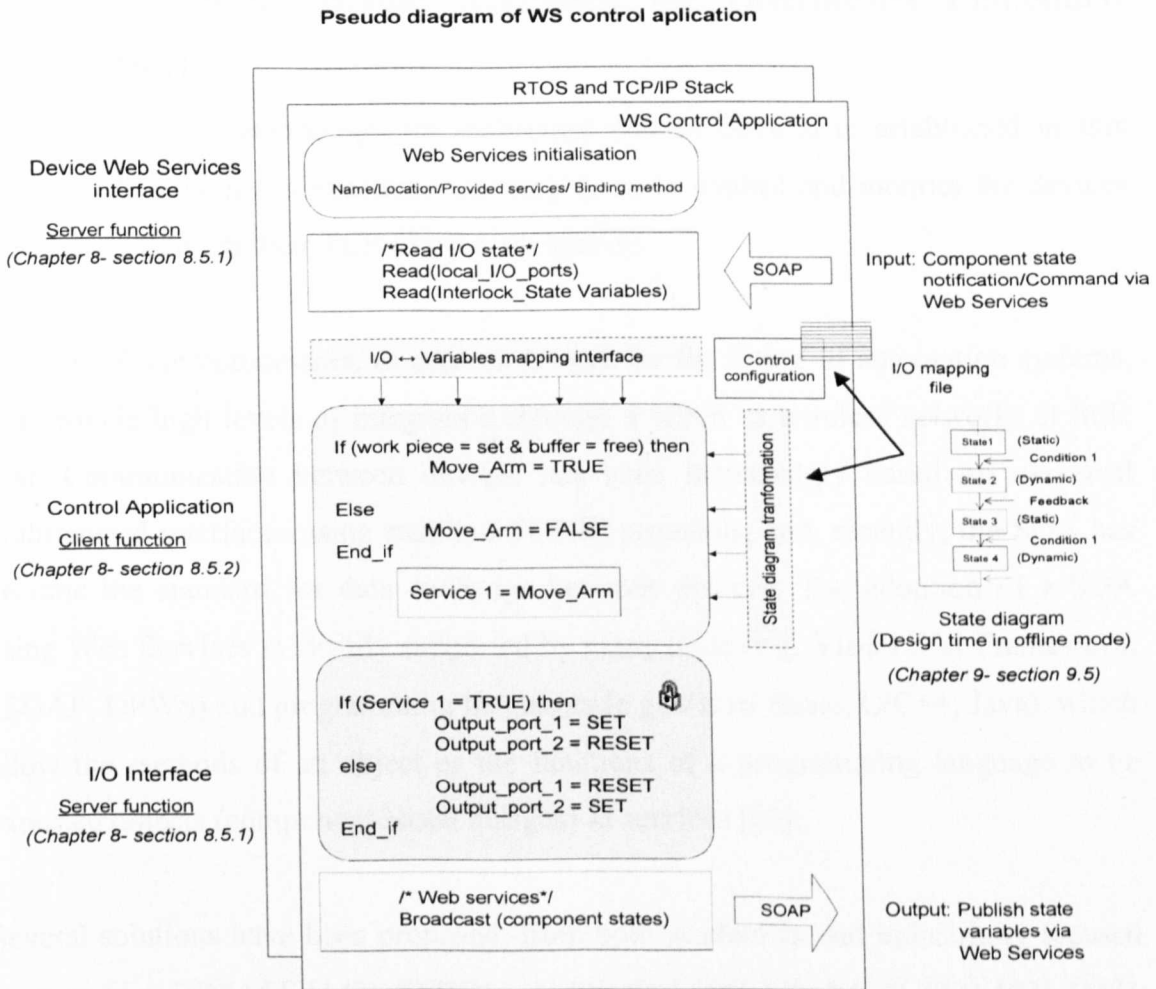 Pseudo diagram of WS control aplication
RTOS and TCP/IP Stack
WS Control Application
Web Services initialisation
Name/Location/Provided services/ Binding method
Device Web Services
interface
Server function
(Chapter 8- section 8.5.1)
/*Read I/O state*/
Read(local_I/O_ports)
Read(Interlock_State Variables)
SOAP
Input: Component state
notification/Command via
Web Services
I/O ↔ Variables mapping interface
Control
configuration
I/O mapping
file
If (work piece = set & buffer = free) then
Move_Arm = TRUE
Else
Move_Arm = FALSE
End_if
Service 1 = Move_Arm
State diagram tranformation
Control Application
Client function
(Chapter 8- section 8.5.2)
State1
(Static)
Condition 1
State 2
(Dynamic)
Feedback
State 3
(Static)
Condition 1
State 4
(Dynamic)
State diagram
(Design time in offline mode)
(Chapter 9- section 9.5)
If (Service 1 = TRUE) then
Output_port_1 = SET
Output_port_2 = RESET
else
Output_port_1 = RESET
Output_port_2 = SET
End_if
I/O Interface
Server function
(Chapter 8- section 8.5.1)
/* Web services*/
Broadcast (component states)
SOAP
Output: Publish state
variables via
Web Services